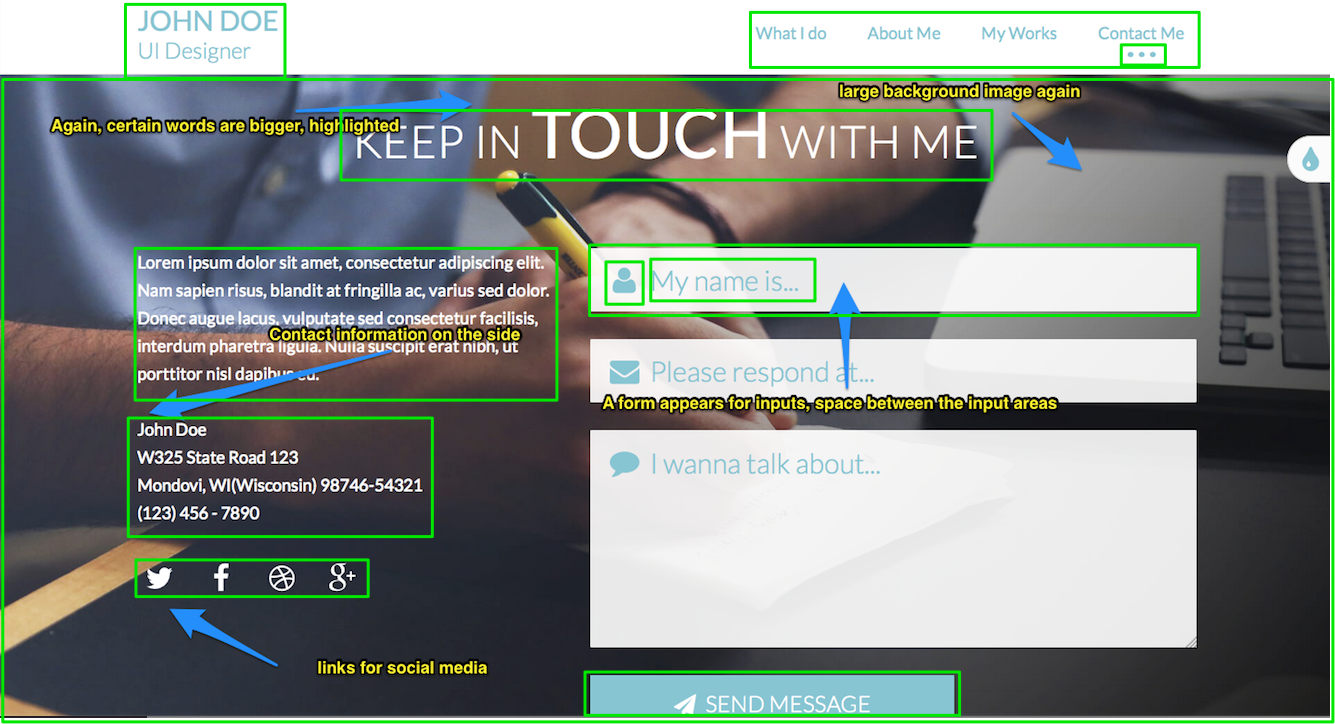 JOHN DOE
UI Designer
What I do
About Me
My Works
Contact Me
large background image again
Again, certain words are bigger, highlighted
KEEP IN TOUCH WITH ME
Lorem ipsum dolor sit amet, consectetur adipiscing elit.
Nam sapien risus, blandit at fringilla ac, varius sed dolor.
Donec augue lacus, vulputate sed consectetur facilisis,
Contact information on the side
interdum pharetra ligula. Nulla suscipit erat nibh, ut
porttitor nisl dapibus eu.
John Doe
W325 State Road 123
Mondovi, WI(Wisconsin) 98746-54321
(123) 456 - 7890
g+
links for social media
My name is...
Please respond at...
A form appears for inputs, space between the input areas
I wanna talk about...
SEND MESSAGE